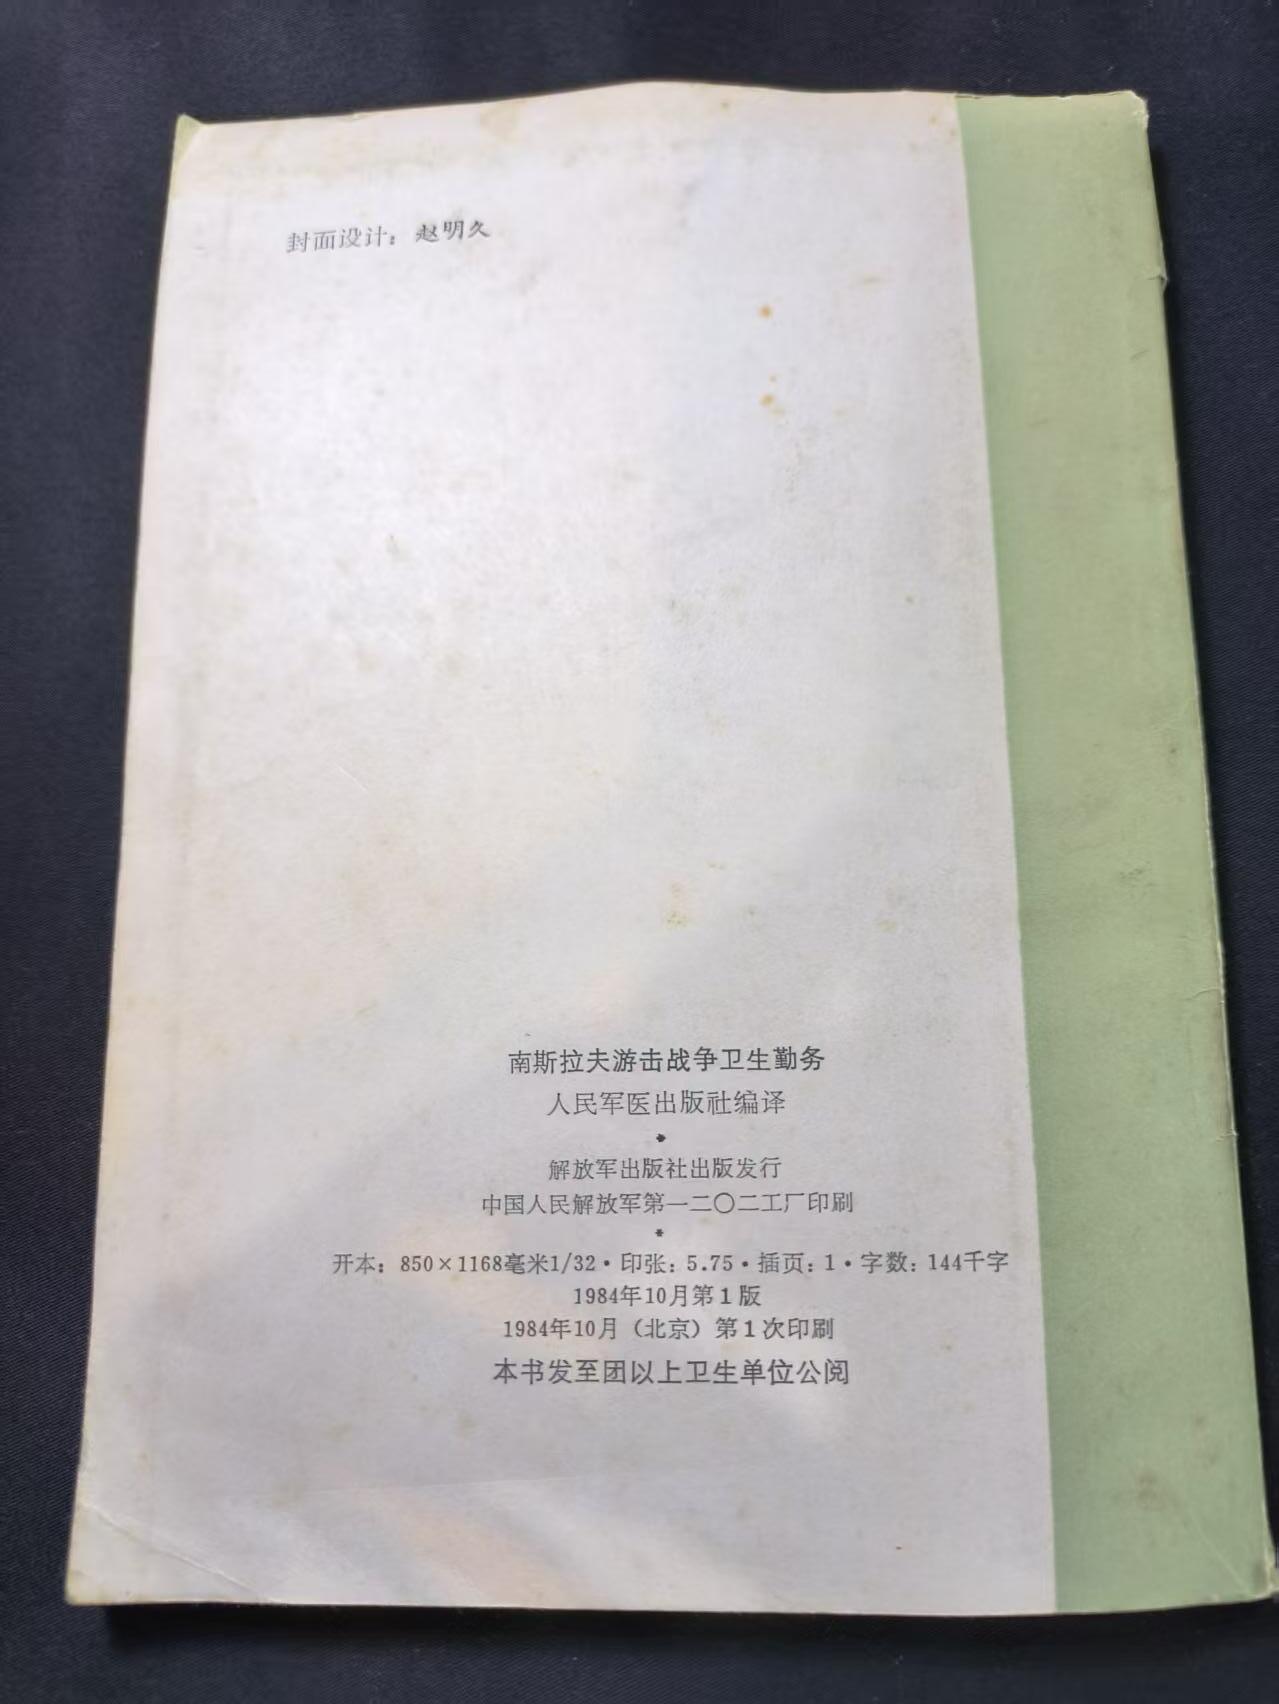 封面设计：赵明久
南斯拉夫游击战争卫生勤务
人民军医出版社编译
*
解放军出版社出版发行
中国人民解放军第一二〇二工厂印刷
*
开本：850×1168毫米1/32·印张：5.75·插页：1·字数：144千字
1984年10月第1版
1984年10月（北京）第1次印刷
本书发至团以上卫生单位公阅